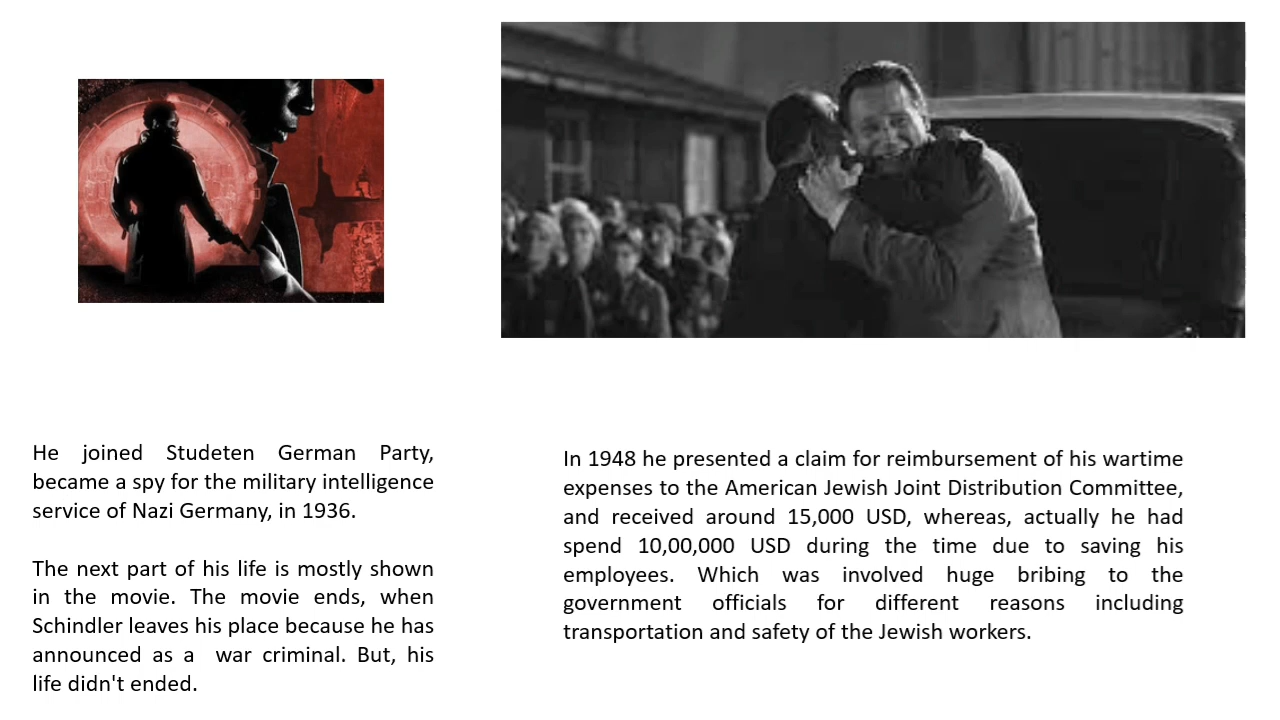 He joined Studeten German Party,
became a spy for the military intelligence
service of Nazi Germany, in 1936.
The next part of his life is mostly shown
in the movie. The movie ends, when
Schindler leaves his place because he has
announced as a  war criminal. But, his
life didn't ended.
In 1948 he presented a claim for reimbursement of his wartime
expenses to the American Jewish Joint Distribution Committee,
and received around 15,000 USD, whereas, actually he had
spend 10,00,000 USD during the time due to saving his
employees. Which was involved huge bribing to the
government officials for different reasons including
transportation and safety of the Jewish workers.